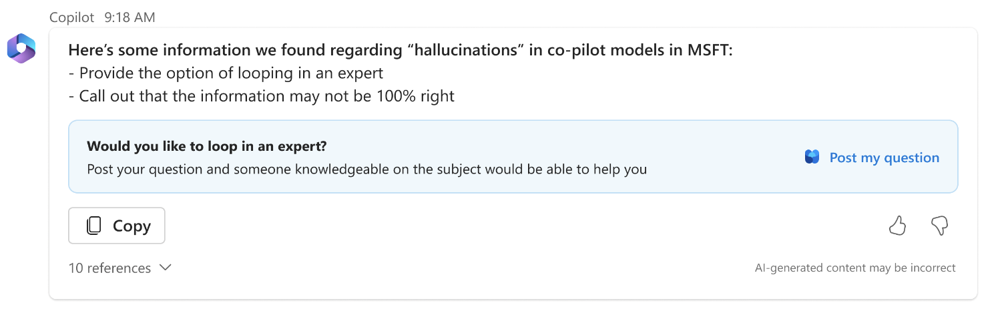 Copilot 9:18 AM
Here’s some information we found regarding “hallucinations” in co-pilot models in MSFT:
- Provide the option of looping in an expert
- Call out that the information may not be 100% right
Would you like to loop in an expert?
Post your question and someone knowledgeable on the subject would be able to help you
Post my question
Copy
10 references
AI-generated content may be incorrect